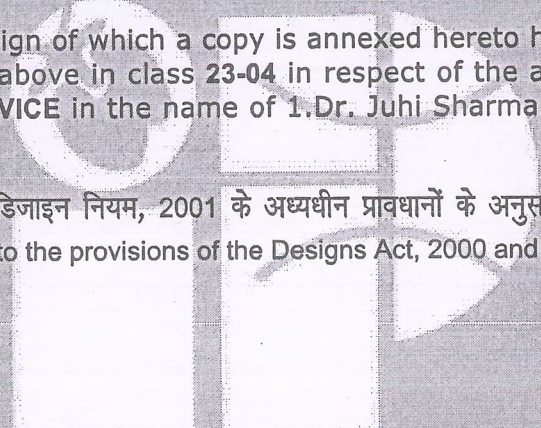 ign of which a copy is annexed hereto h
above in class 23-04 in respect of the a
VICE in the name of 1.Dr. Juhi Sharma
डिजाइन नियम, 2001 के अध्यधीन प्रावधानों के अनुस
to the provisions of the Designs Act, 2000 and